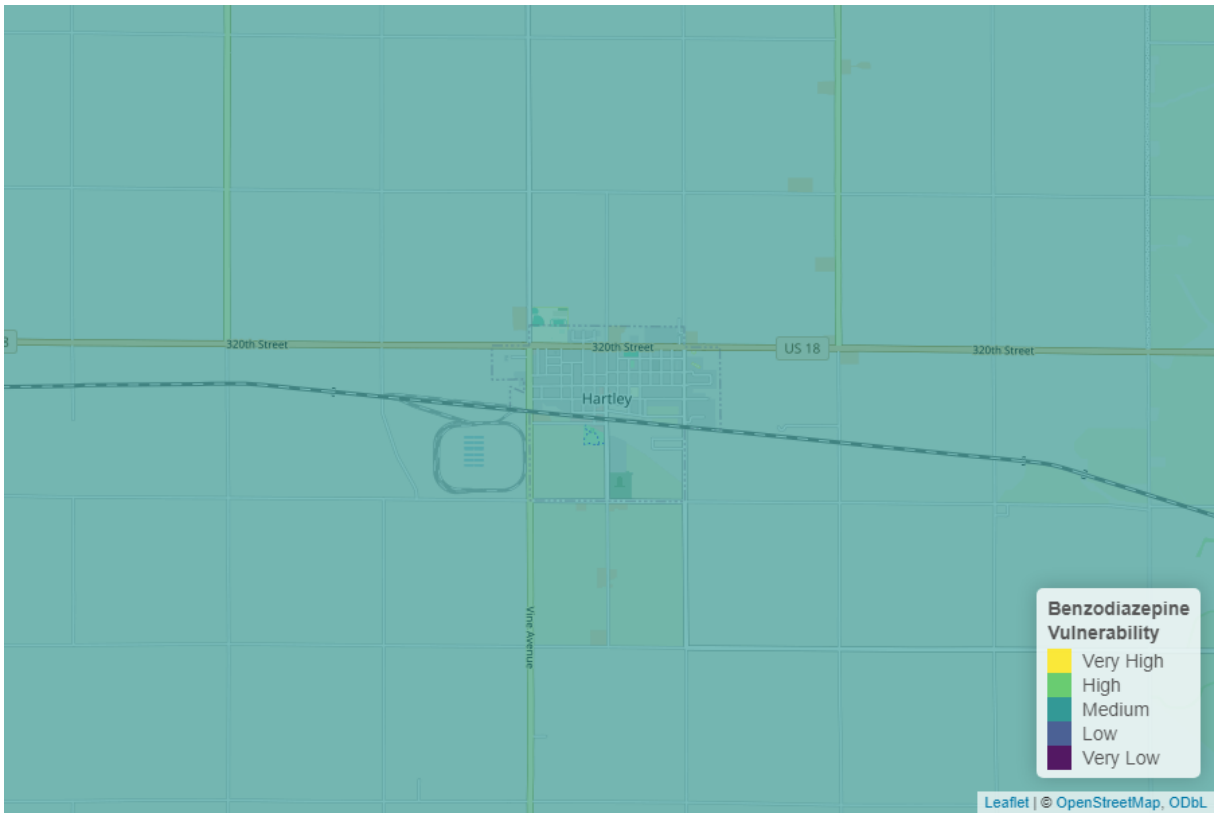 8
320th Street
320th Street
US 18
320th Street
Hartley
Vine Avenue
Benzodiazepine
Vulnerability
Very High
High
Medium
Low
Very Low
Leaflet | © OpenStreetMap, ODbL